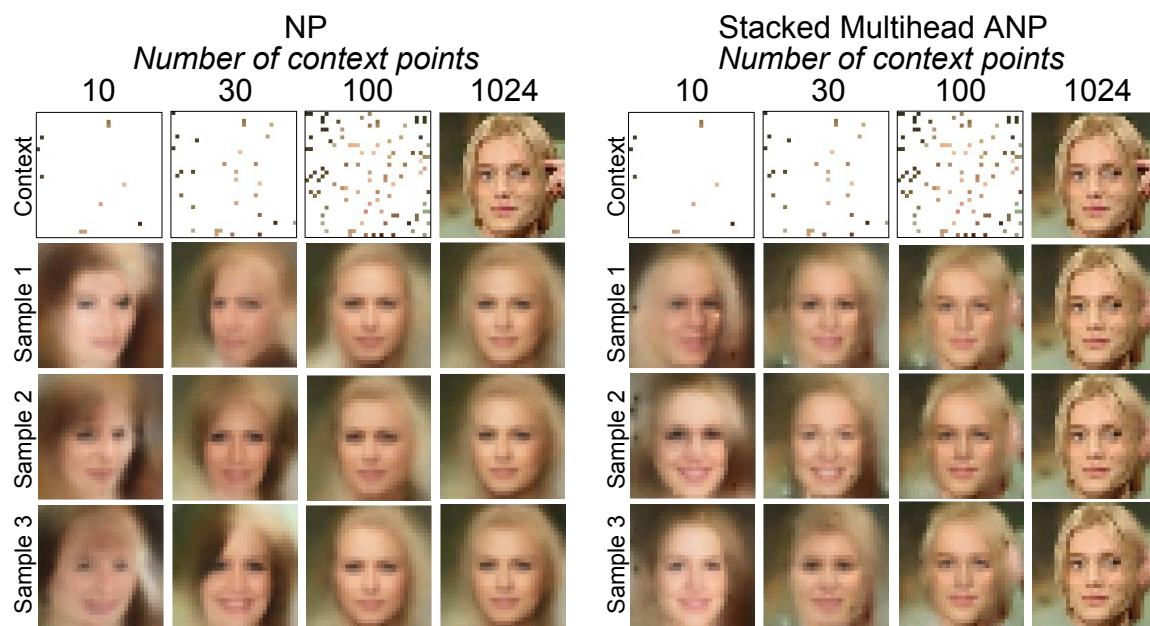 NP
Number of context points
10 30 100 1024
Context
Sample 1
Sample 2
Sample 3
Stacked Multihead ANP
Number of context points
10 30 100 1024
Context
Sample 1
Sample 2
Sample 3